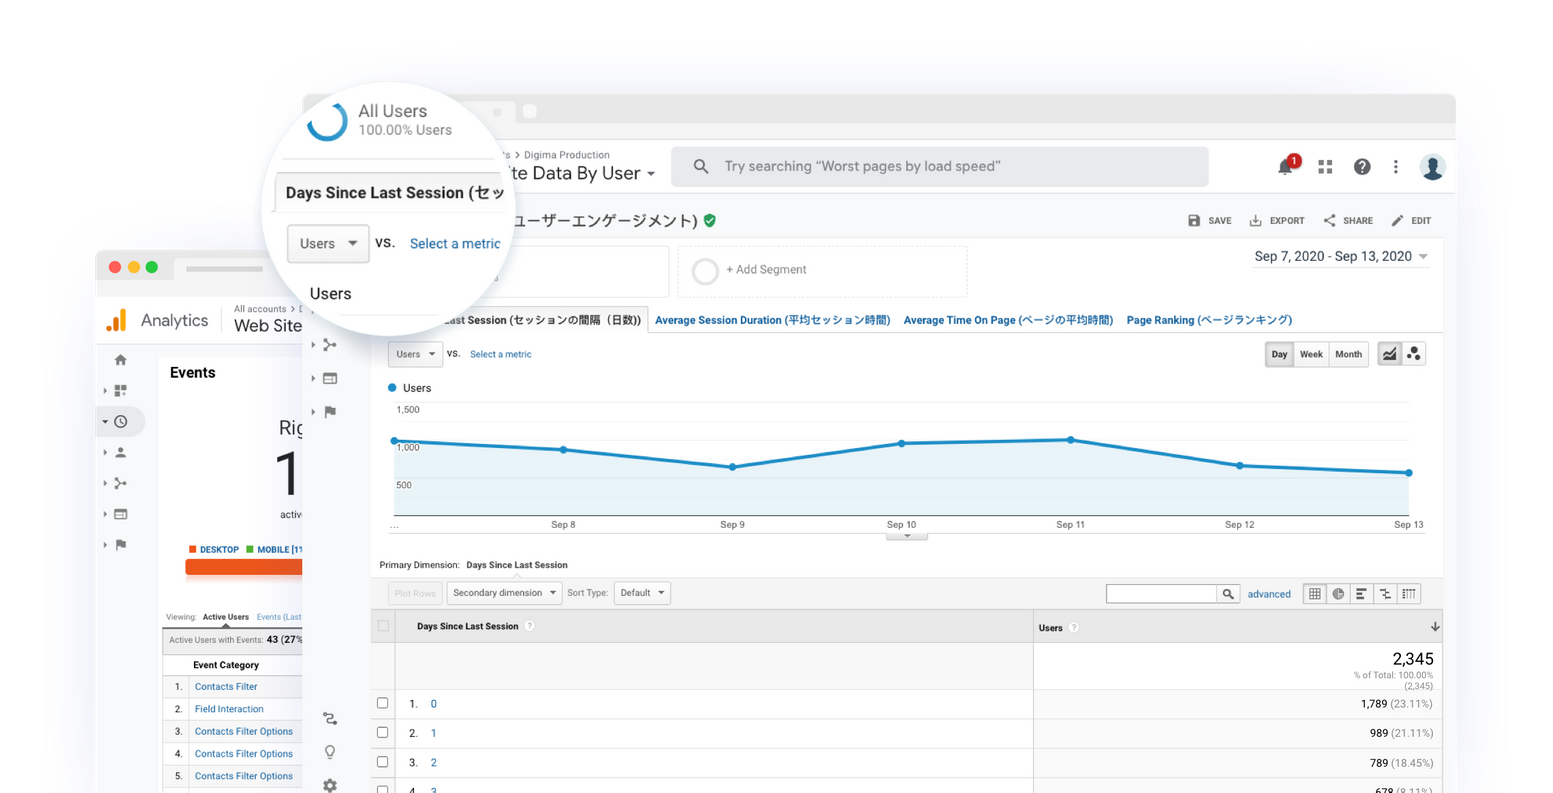 All Users
100.00% Users
Days Since Last Session (セッ
Users
VS.
Select a metric
Users
Digima Production
te Data By User
Try searching “Worst pages by load speed”
1
ユーザーエンゲージメント)
SAVE
EXPORT
SHARE
EDIT
+ Add Segment
Sep 7, 2020 - Sep 13, 2020
ast Session (セッションの間隔（日数))
Average Session Duration (平均セッション時間)
Average Time On Page (ページの平均時間)
Page Ranking (ページランキング)
Users
VS.
Select a metric
Day
Week
Month
Users
1,500
1,000
500
...
Sep 8
Sep 9
Sep 10
Sep 11
Sep 12
Sep 13
Primary Dimension: Days Since Last Session
Plot Rows
Secondary dimension
Sort Type:
Default
advanced
Days Since Last Session ?
Users ?
2,345
% of Total: 100.00%
(2,345)
1. 0 1,789 (23.11%)
2. 1 989 (21.11%)
3. 2 789 (18.45%)
4. 3 678 (8.11%)
Analytics
All accounts >
Web Site
Events
Rig
1
activ
DESKTOP
MOBILE [1%
Viewing: Active Users Events (Last
Active Users with Events: 43 (27%
Event Category
1. Contacts Filter
2. Field Interaction
3. Contacts Filter Options
4. Contacts Filter Options
5. Contacts Filter Options